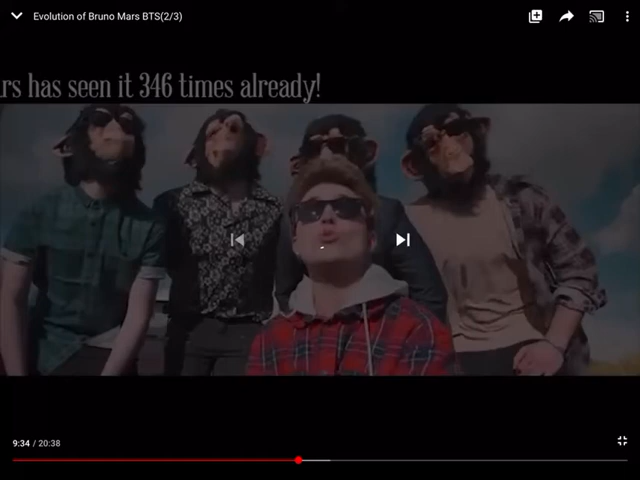 Evolution of Bruno Mars BTS(2/3)
rs has seen it 346 times already!
9:34 / 20:38